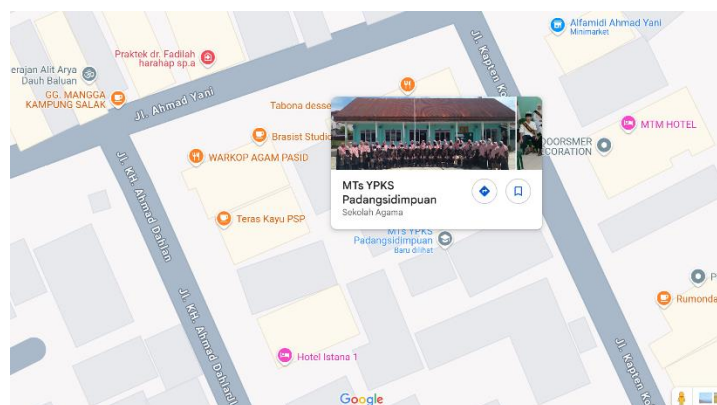 Alfamidi Ahmad Yani
Minimarket
Praktek dr. Fadilah
harahap sp.a
erajan Alit Arya
Dauh Baluan
GG. MANGGA
KAMPUNG SALAK
Jl. Ahmad Yani
Jl. Kapten Ko
Tabona desse
Brasist Studio
WARKOP AGAM PASID
MTM HOTEL
DOORSMER
ECORATION
MTs YPKS
Padangsidimpuan
Sekolah Agama
Jl. KH. Ahmad Dahlan
Teras Kayu PSP
MTs YPKS
Padangsidimpuan
Baru dilihat
P
Rumonda
Jl. KH. Ahmad Dahlan
Jl
Hotel Istana 1
Jl. Kapten Ko
Google